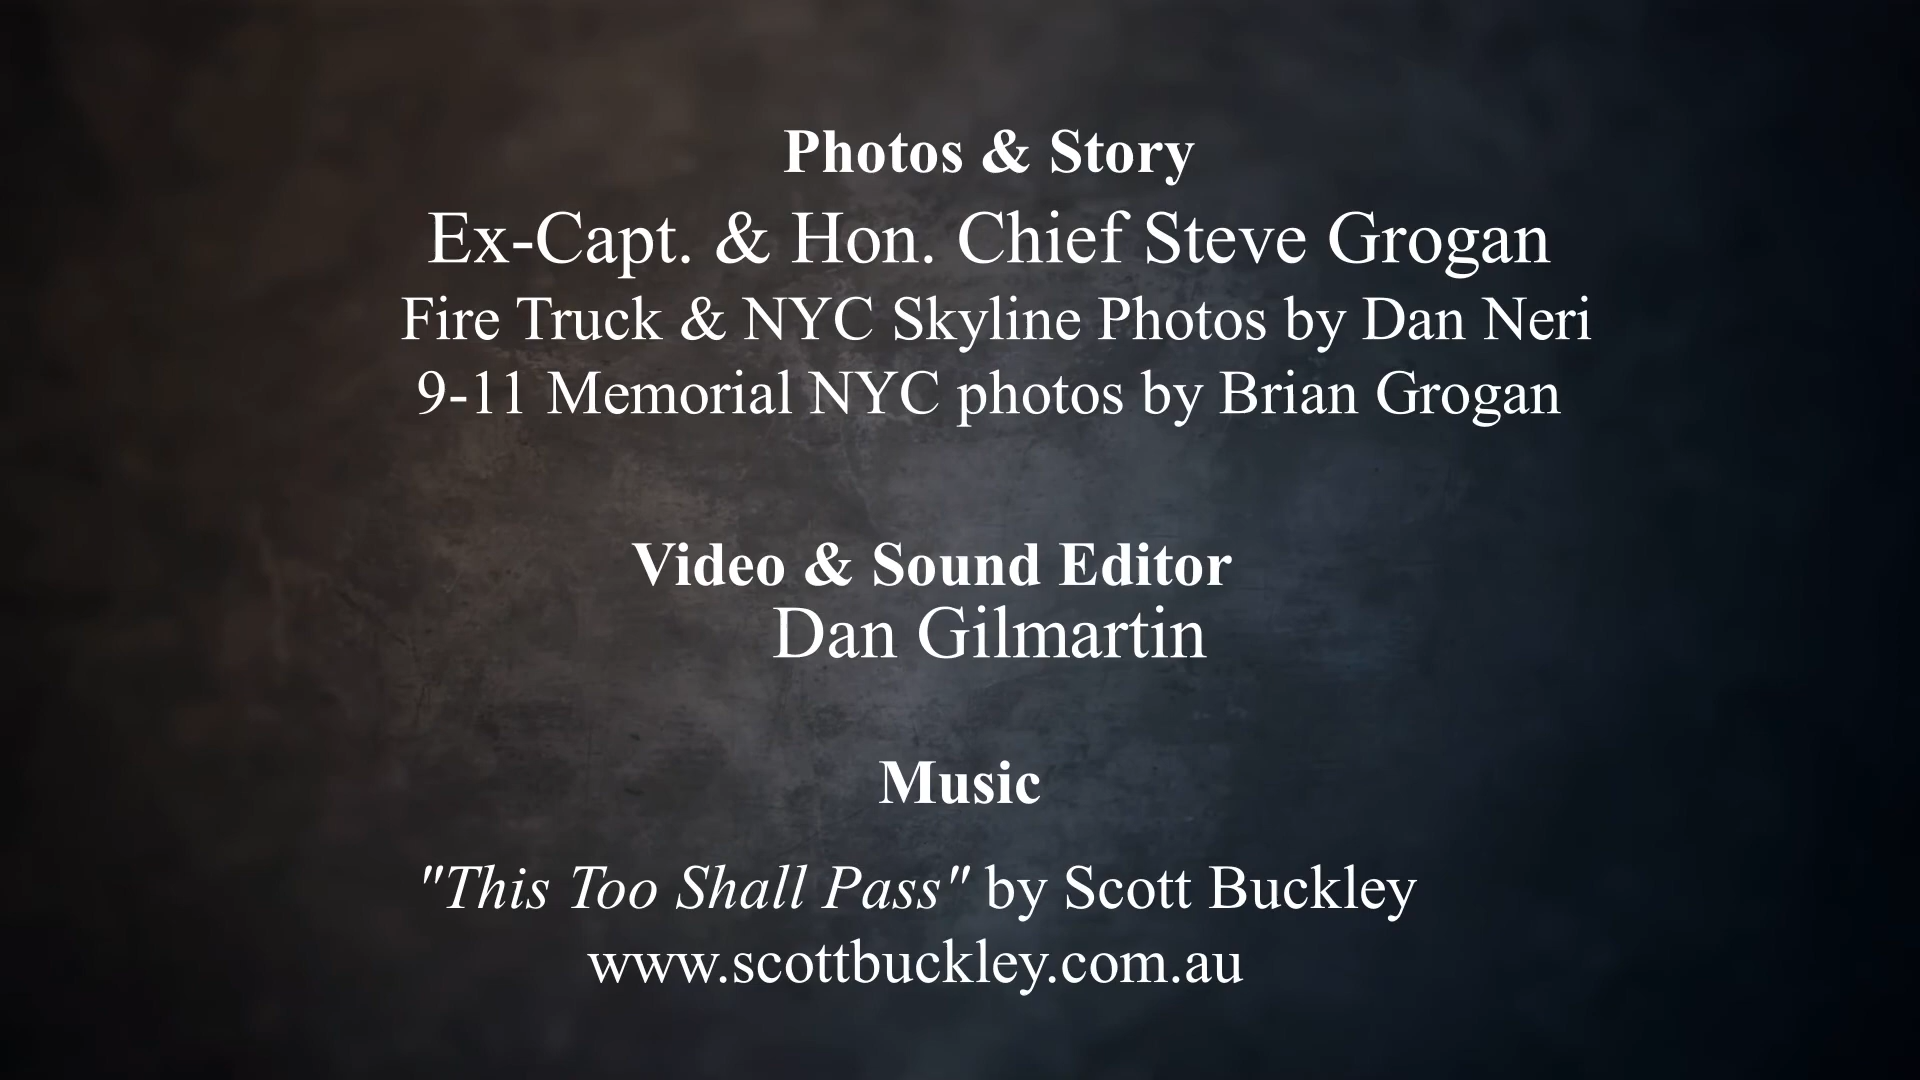 Photos & Story
Ex-Capt. & Hon. Chief Steve Grogan
Fire Truck & NYC Skyline Photos by Dan Neri
9-11 Memorial NYC photos by Brian Grogan
Video & Sound Editor
Dan Gilmartin
Music
"This Too Shall Pass" by Scott Buckley
www.scottbuckley.com.au